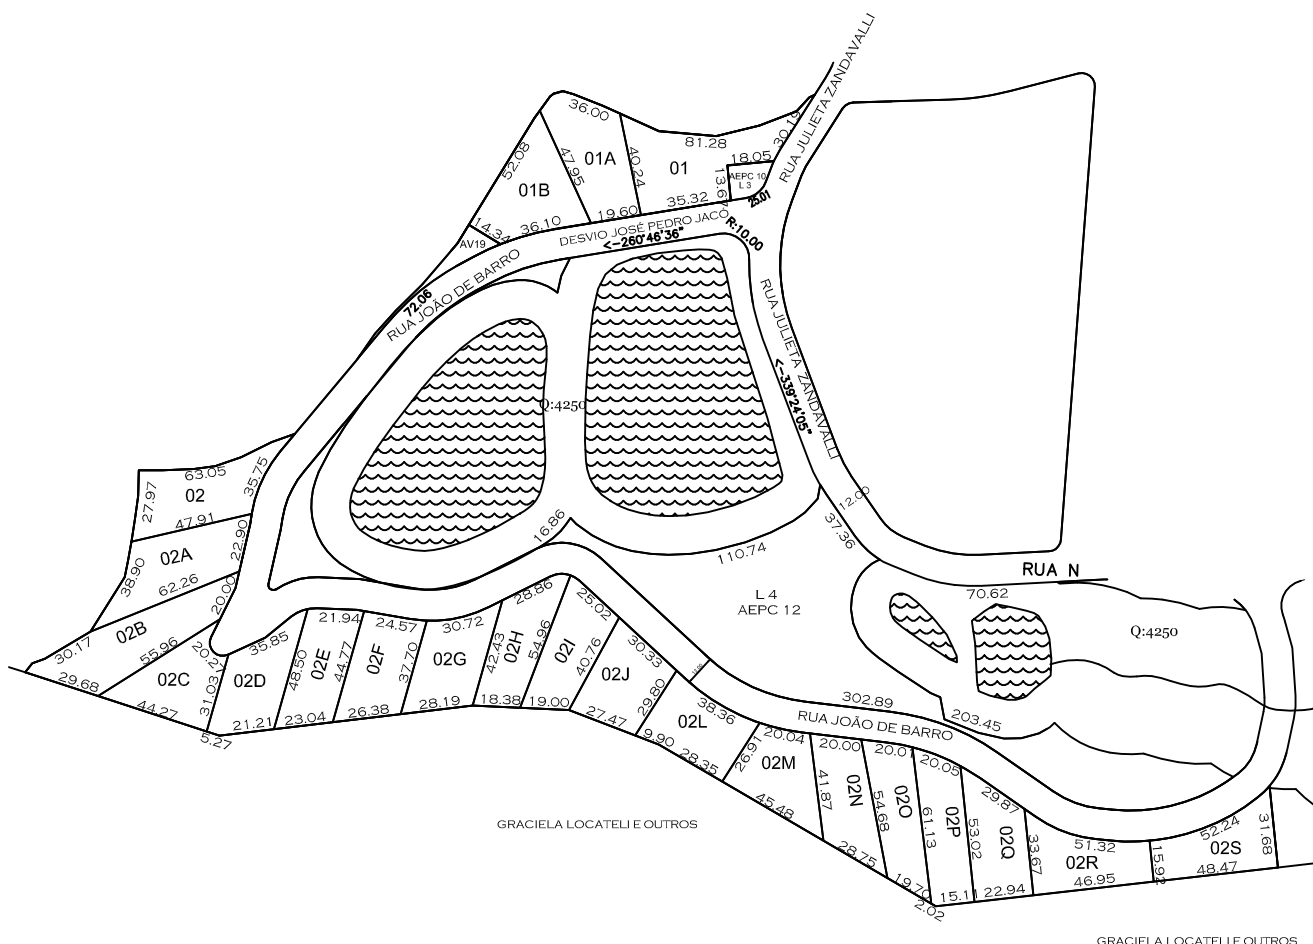 RUA JULIETA ZANDAVALLI
36.00
81.28
30.19
52.08
47.95
01A
40.24
01
18.05
AEPC 10
L 3
13.67
01B
35.32
25.01
19.60
36.10
14.34
AV19
DESVIO JOSÉ PEDRO JACÓ
<-260°46'36"
R:10.00
72.06
RUA JOÃO DE BARRO
RUA JULIETA ZANDAVALLI
<-339°24'05"
Q:4250
63.05
35.75
27.97
02
47.91
22.90
02A
38.90
62.26
20.00
02B
30.17
55.96
20.27
29.68
02C
44.27
31.03
5.27
12.00
37.36
16.86
110.74
L 4
AEPC 12
RUA N
70.62
Q:4250
35.85
02D
21.21
48.50
21.94
02E
23.04
44.77
24.57
02F
26.38
37.70
30.72
02G
28.19
42.43
28.86
02H
18.38
54.96
02I
19.00
25.02
40.76
02J
27.47
30.33
29.80
9.90
02L
38.36
28.35
302.89
RUA JOÃO DE BARRO
203.45
26.91
20.04
02M
45.48
20.00
41.87
02N
28.75
20.01
54.68
02O
19.70
2.02
20.05
61.13
02P
15.11
53.02
29.87
02Q
22.94
33.67
51.32
02R
46.95
15.92
52.24
02S
48.47
31.68
GRACIELA LOCATELI E OUTROS
GRACIELA LOCATELLI E OUTROS